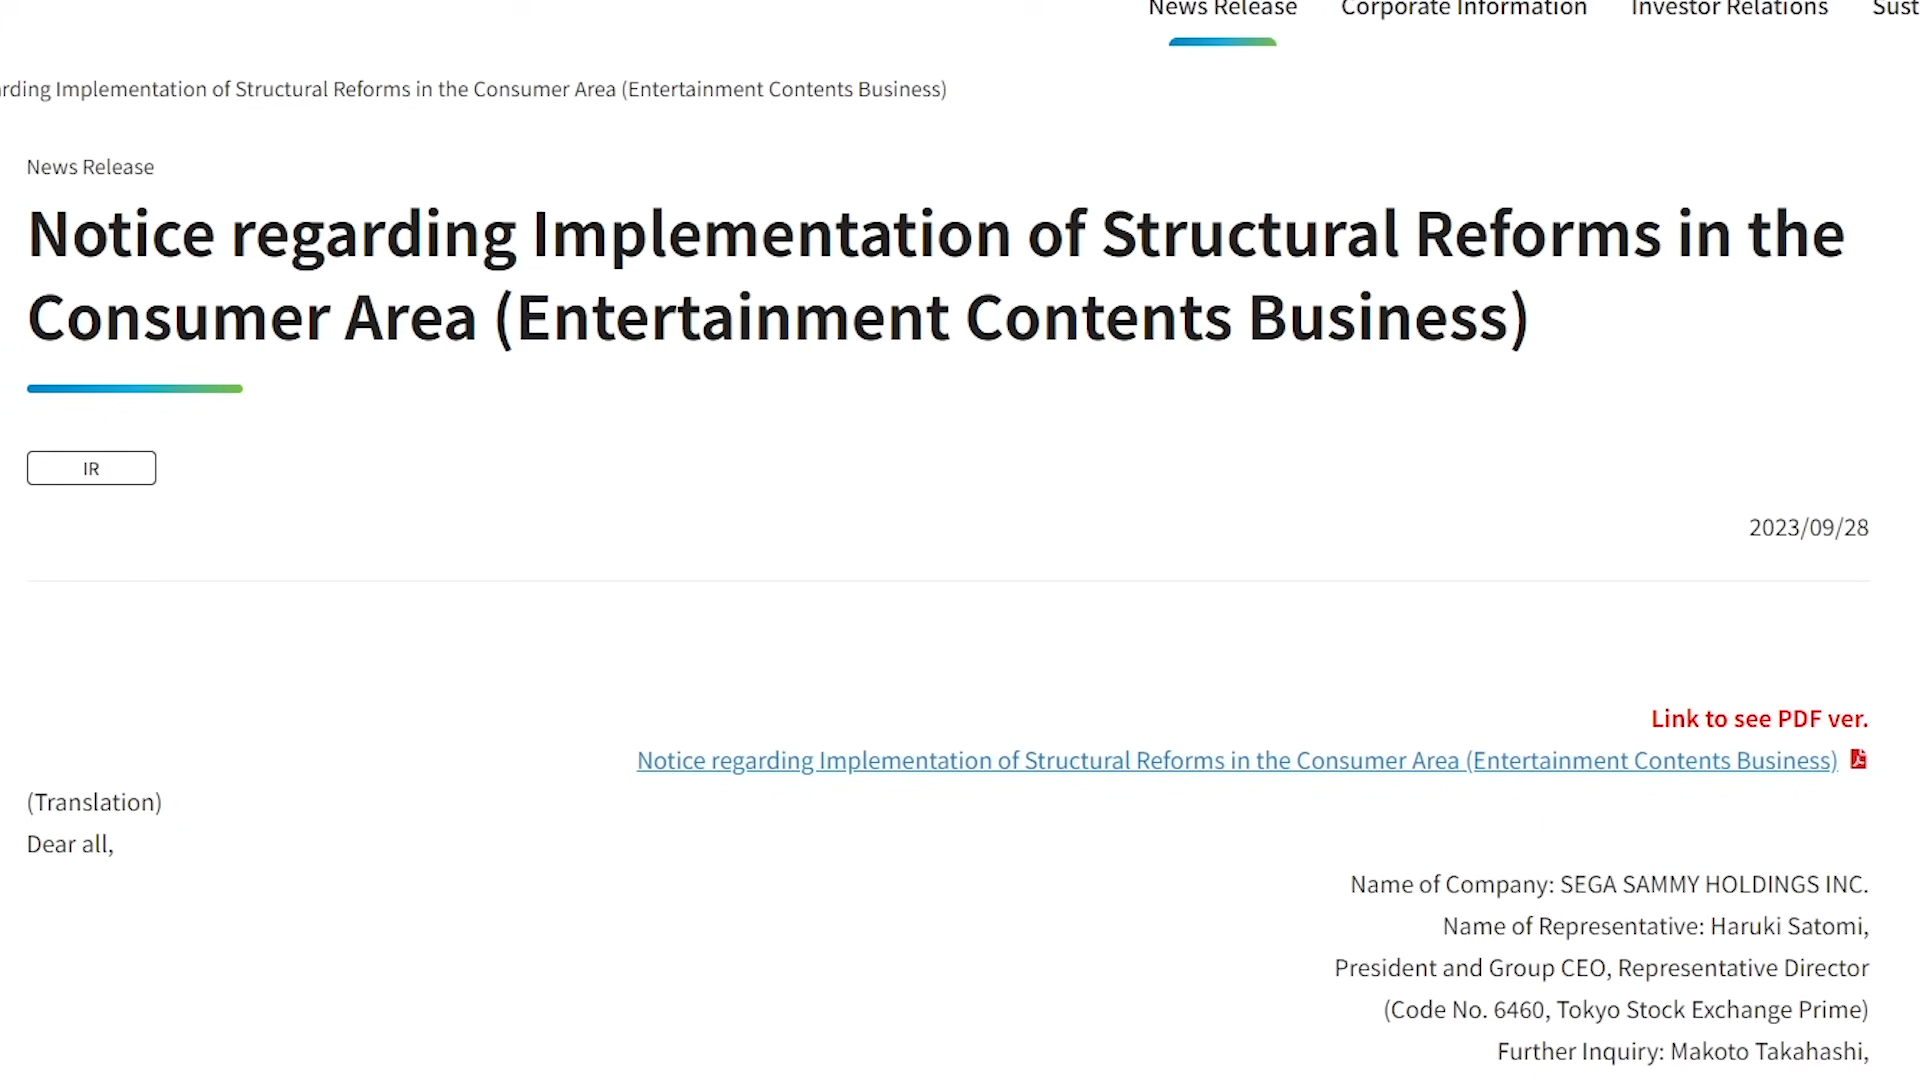 News Release Corporate Information Investor Relations
Implementation of Structural Reforms in the Consumer Area (Entertainment Contents Business)
News Release
Notice regarding Implementation of Structural Reforms in the
Consumer Area (Entertainment Contents Business)
IR
2023/09/28
Link to see PDF ver.
Notice regarding Implementation of Structural Reforms in the Consumer Area (Entertainment Contents Business)
(Translation)
Dear all,
Name of Company: SEGA SAMMY HOLDINGS INC.
Name of Representative: Haruki Satomi,
President and Group CEO, Representative Director
(Code No. 6460, Tokyo Stock Exchange Prime)
Further Inquiry: Makoto Takahashi,